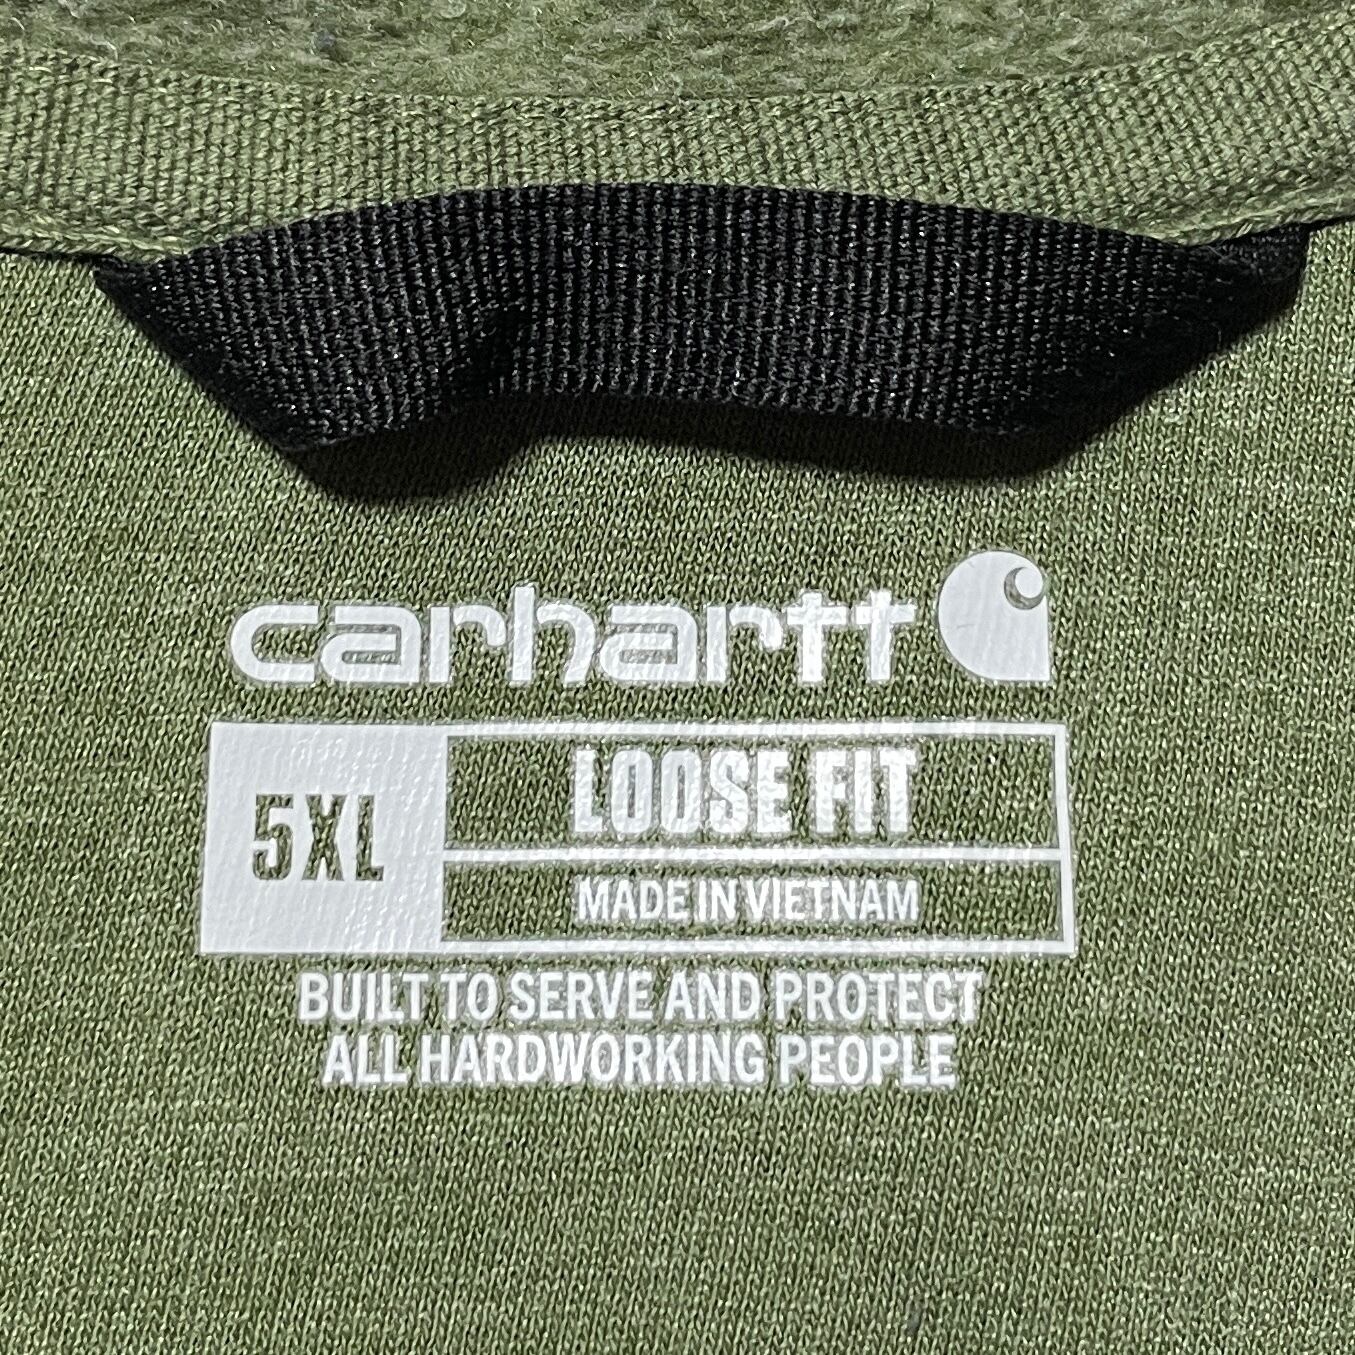 carhartt
5XL
LOOSE FIT
MADE IN VIETNAM
BUILT TO SERVE AND PROTECT
ALL HARDWORKING PEOPLE